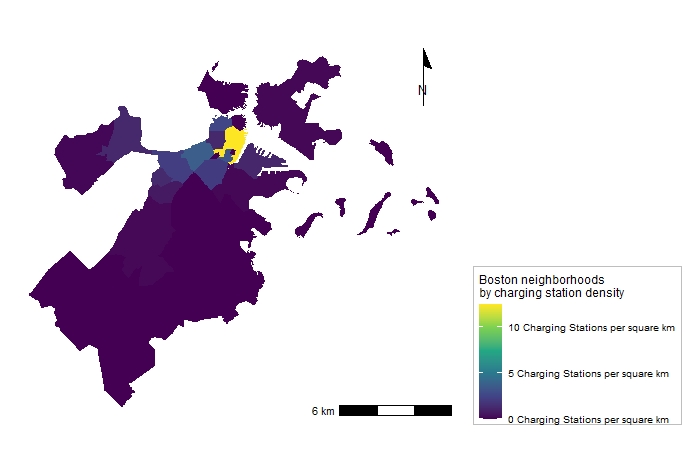 N
Boston neighborhoods
by charging station density
10 Charging Stations per square km
5 Charging Stations per square km
0 Charging Stations per square km
6 km